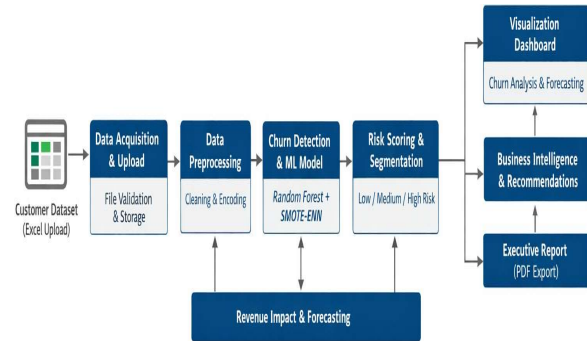 Customer Dataset
(Excel Upload)
Data Acquisition
& Upload
File Validation
& Storage
Data
Preprocessing
Cleaning & Encoding
Churn Detection
& ML Model
Random Forest +
SMOTE-ENN
Risk Scoring &
Segmentation
Low / Medium / High Risk
Visualization
Dashboard
Churn Analysis & Forecasting
Business Intelligence
& Recommendations
Executive Report
(PDF Export)
Revenue Impact & Forecasting